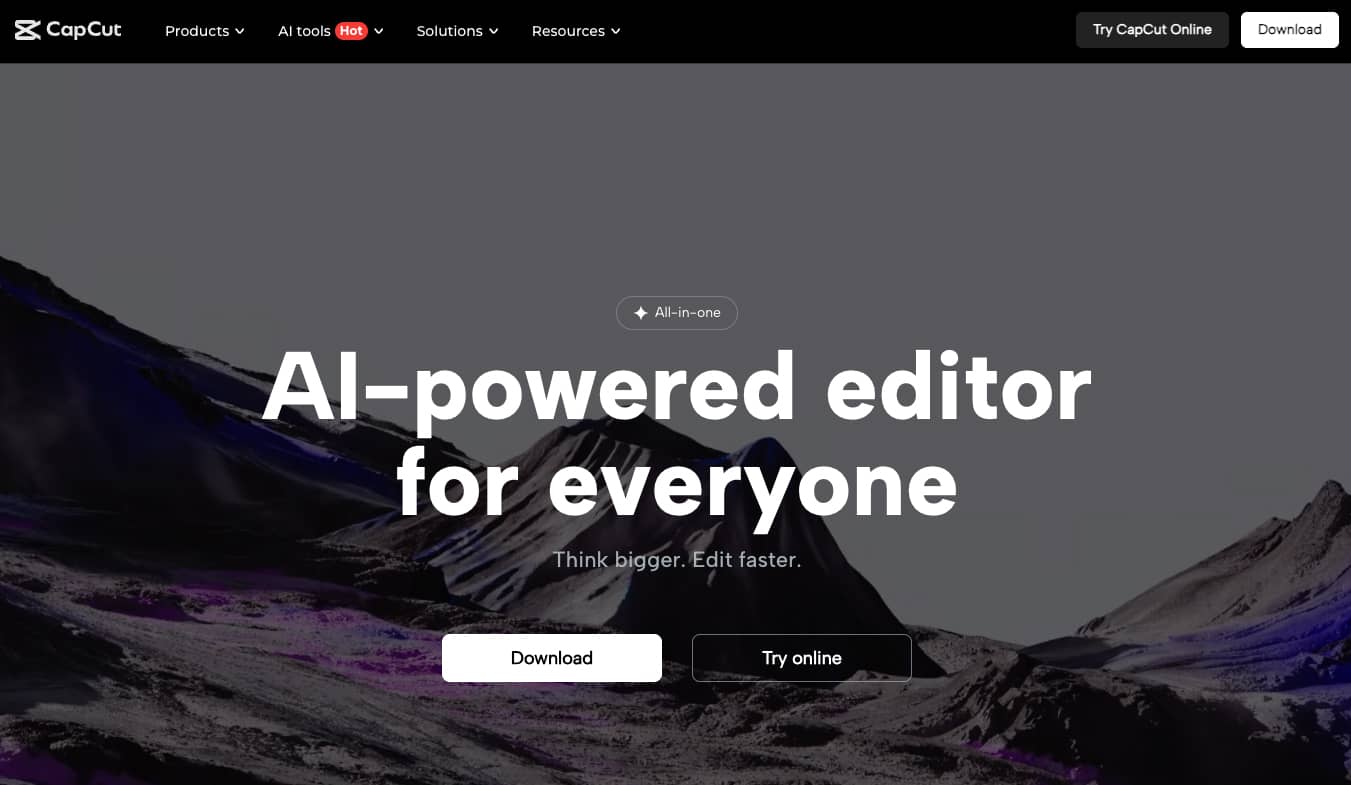 CapCut
Products
AI tools Hot
Solutions
Resources
Try CapCut Online
Download
All-in-one
AI-powered editor
for everyone
Think bigger. Edit faster.
Download
Try online